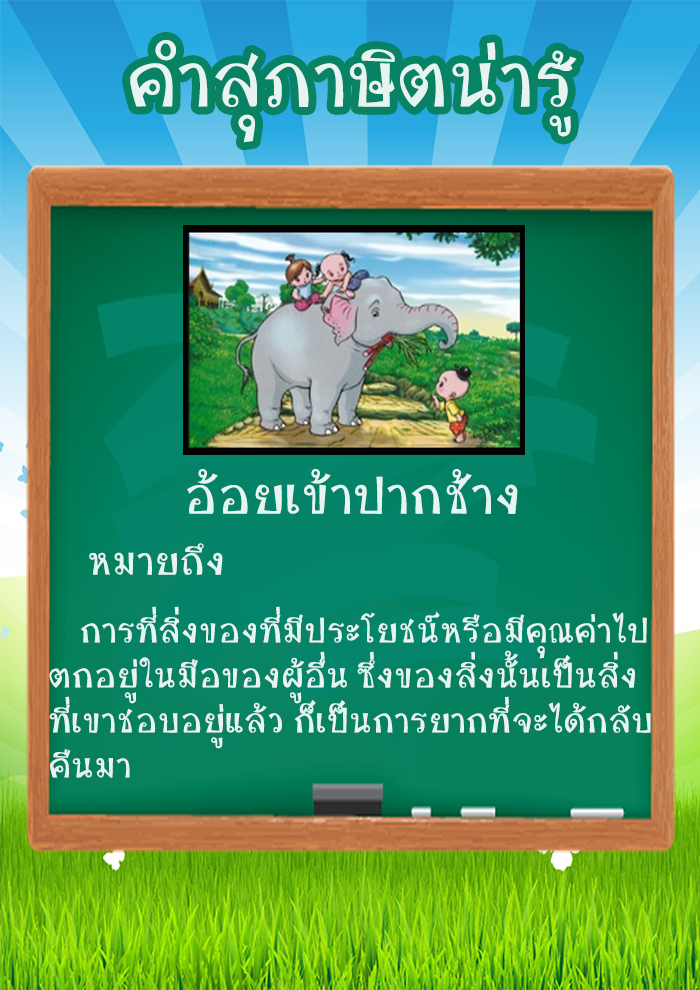 คำสุภาษิตน่ารู้
อ้อยเข้าปากช้าง
หมายถึง
การที่สิ่งของที่มีประโยชน์หรือมีคุณค่าไป
ตกอยู่ในมือของผู้อื่น ซึ่งของสิ่งนั้นเป็นสิ่ง
ที่เขาชอบอยู่แล้ว ก็เป็นการยากที่จะได้กลับ
คืนมา